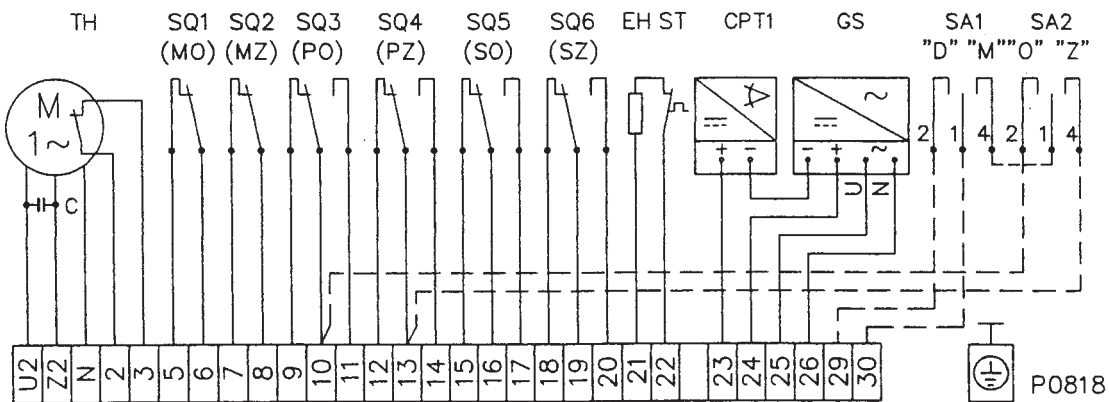 TH SQ1 SQ2 SQ3 SQ4 SQ5 SQ6 EH ST CPT1 GS SA1 SA2
(MO) (MZ) (PO) (PZ) (SO) (SZ) "D" "M" "O" "Z"
M
1~
C
2 1 4 2 1 4
+ − − + ~
U N
U2 Z2 N 2 3 5 6 7 8 9 10 11 12 13 14 15 16 17 18 19 20 21 22 23 24 25 26 29 30
P0818